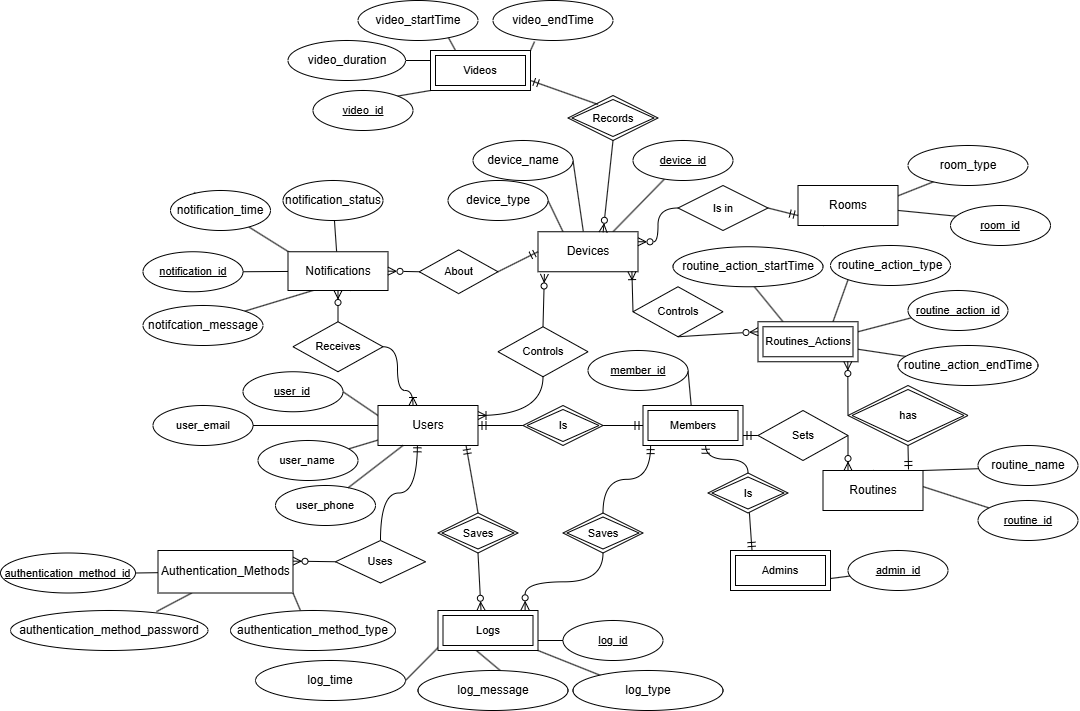 video_startTime
video_endTime
video_duration
Videos
video_id
Records
device_name
device_id
room_type
notification_time
notification_status
device_type
Is in
Rooms
room_id
Devices
notification_id
Notifications
About
routine_action_startTime
routine_action_type
notifcation_message
Controls
routine_action_id
Receives
Controls
Routines_Actions
routine_action_endTime
member_id
user_id
user_email
Users
Is
Members
Sets
has
user_name
routine_name
user_phone
Is
Routines
routine_id
Saves
Saves
authentication_method_id
Authentication_Methods
Uses
Admins
admin_id
authentication_method_password
authentication_method_type
Logs
log_id
log_time
log_message
log_type